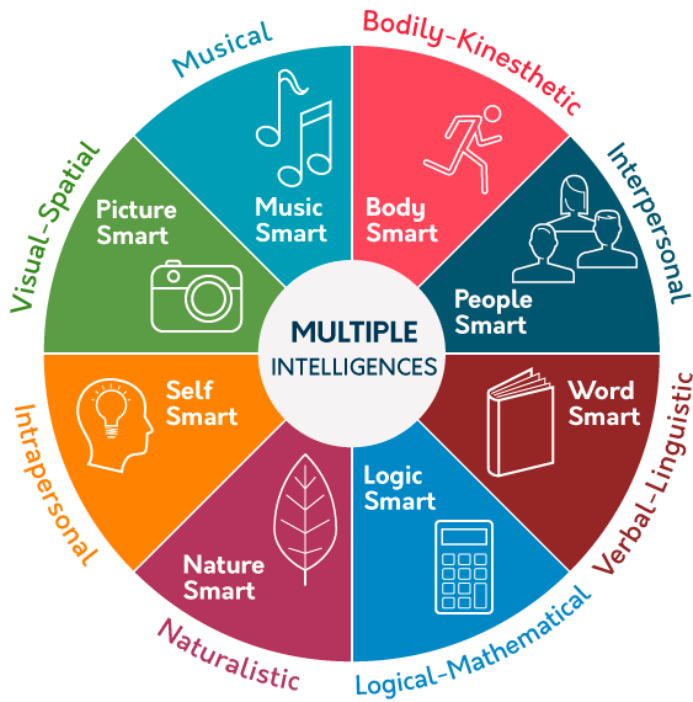 MULTIPLE
INTELLIGENCES
Bodily-Kinesthetic
Body
Smart
Interpersonal
People
Smart
Verbal-Linguistic
Word
Smart
Logical-Mathematical
Logic
Smart
Naturalistic
Nature
Smart
Intrapersonal
Self
Smart
Visual-Spatial
Picture
Smart
Musical
Music
Smart